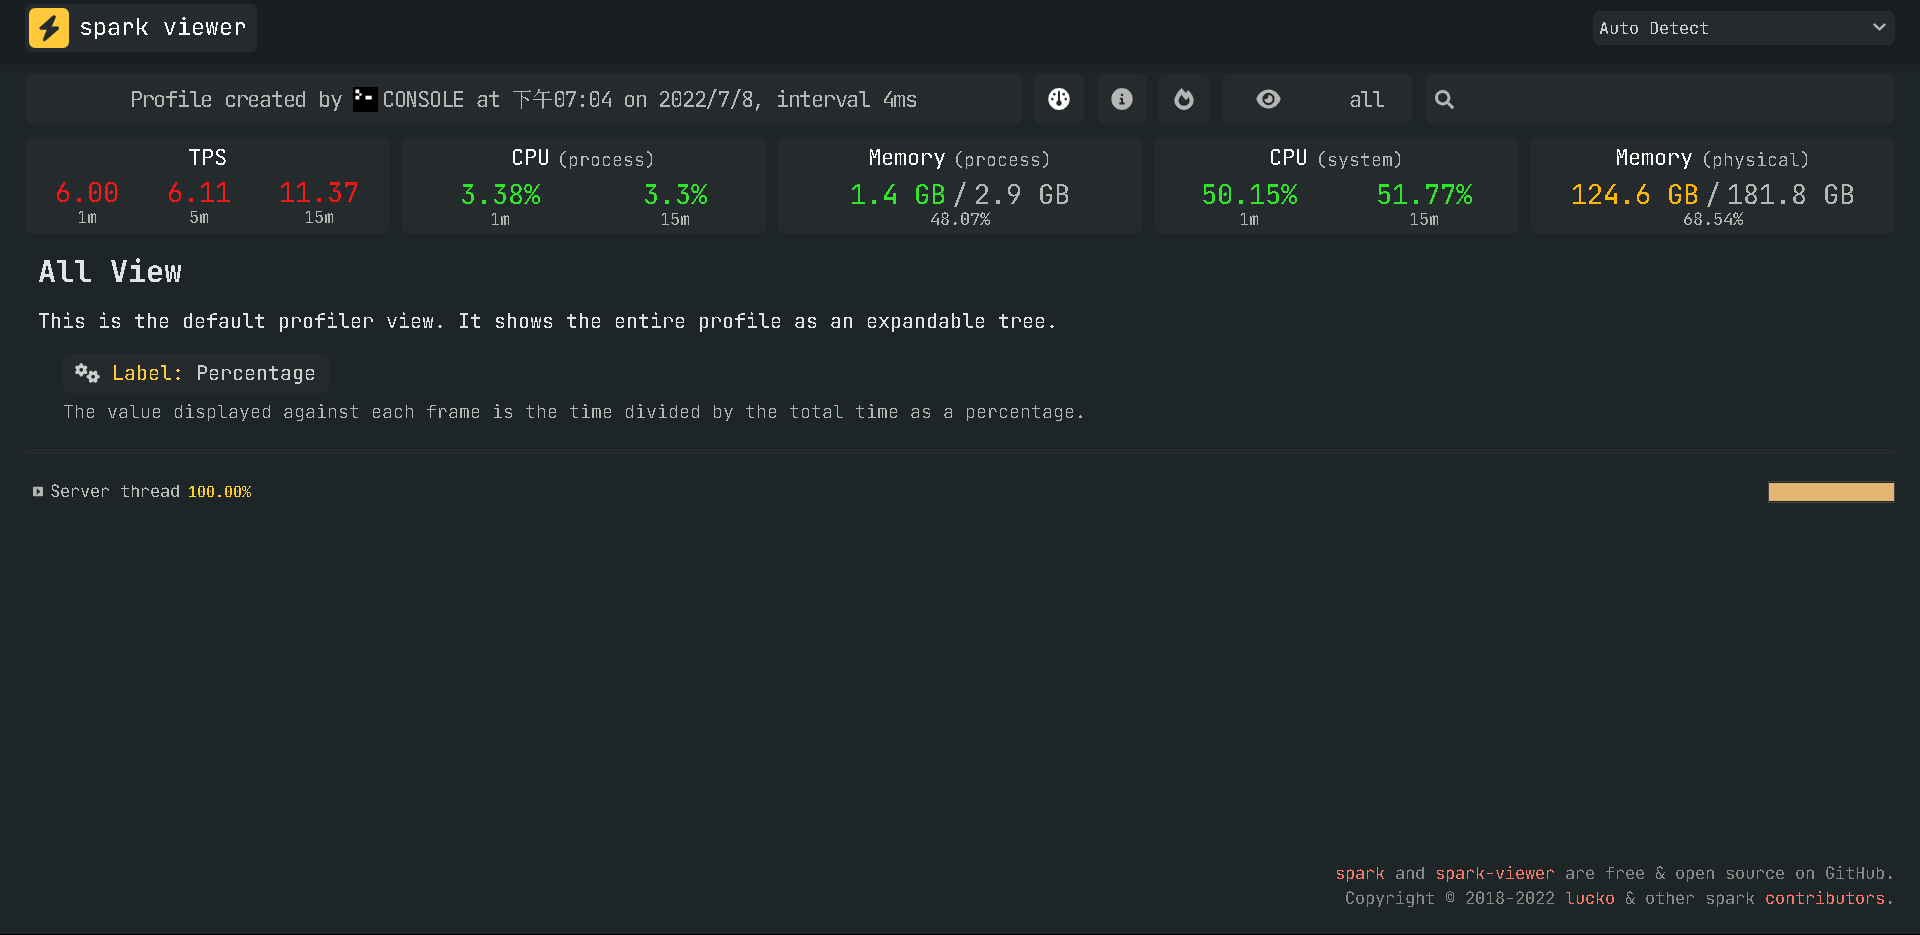 spark viewer
Auto Detect
Profile created by CONSOLE at 下午07:04 on 2022/7/8, interval 4ms
all
TPS
6.00 6.11 11.37
1m 5m 15m
CPU (process)
3.38% 3.3%
1m 15m
Memory (process)
1.4 GB / 2.9 GB
48.07%
CPU (system)
50.15% 51.77%
1m 15m
Memory (physical)
124.6 GB / 181.8 GB
68.54%
All View
This is the default profiler view. It shows the entire profile as an expandable tree.
Label: Percentage
The value displayed against each frame is the time divided by the total time as a percentage.
Server thread 100.00%
spark and spark-viewer are free & open source on GitHub.
Copyright © 2018-2022 lucko & other spark contributors.